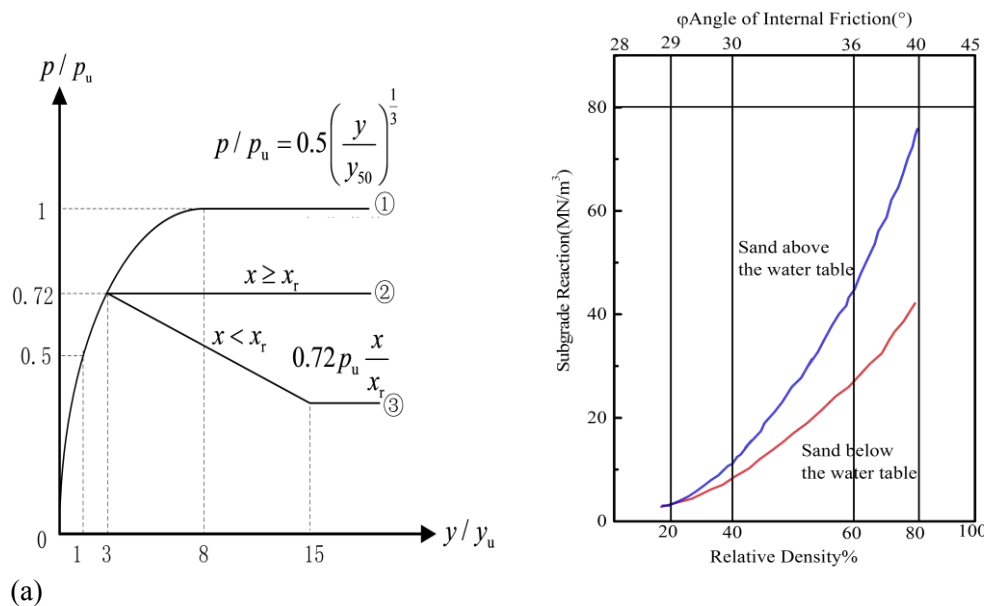 p / pu
p / pu = 0.5(y/y50)^1/3
1
①
x ≥ xr
0.72
②
x < xr
0.5
0.72pu x/xr
③
0
1 3 8 15
y / yu
(a)
φAngle of Internal Friction(°)
28 29 30 36 40 45
80
60
40
20
0
Subgrade Reaction(MN/m³)
Sand above
the water table
Sand below
the water table
20 40 60 80 100
Relative Density%